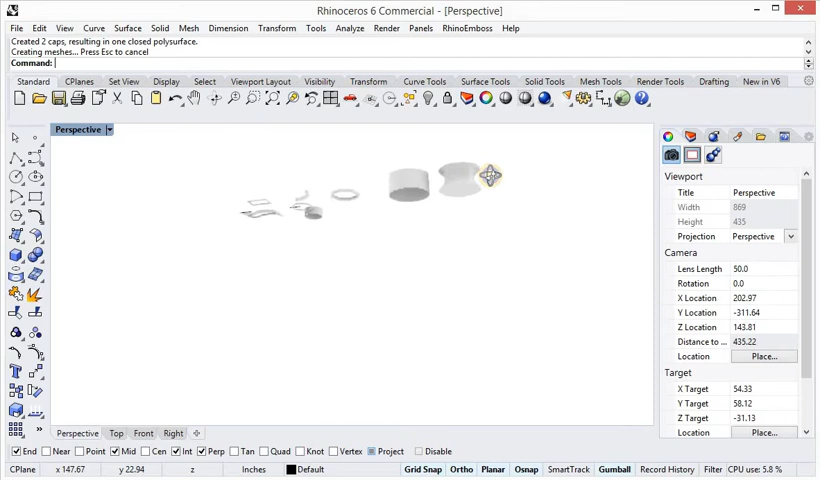 Rhinoceros 6 Commercial - [Perspective]
File Edit View Curve Surface Solid Mesh Dimension Transform Tools Analyze Render Panels RhinoEmboss Help
Created 2 caps, resulting in one closed polysurface.
Creating meshes... Press Esc to cancel
Command:
Standard CPlanes Set View Display Select Viewport Layout Visibility Transform Curve Tools Surface Tools Solid Tools Mesh Tools Render Tools Drafting New in V6
Perspective
Viewport
Title Perspective
Width 869
Height 435
Projection Perspective
Camera
Lens Length 50.0
Rotation 0.0
X Location 202.97
Y Location -311.64
Z Location 143.81
Distance to ... 435.22
Location Place...
Target
X Target 54.33
Y Target 58.12
Z Target -31.13
Location Place...
Perspective Top Front Right
End Near Point Mid Cen Int Perp Tan Quad Knot Vertex Project Disable
CPlane x 147.67 y 22.94 z Inches Default Grid Snap Ortho Planar Osnap SmartTrack Gumball Record History Filter CPU use: 5.8 %